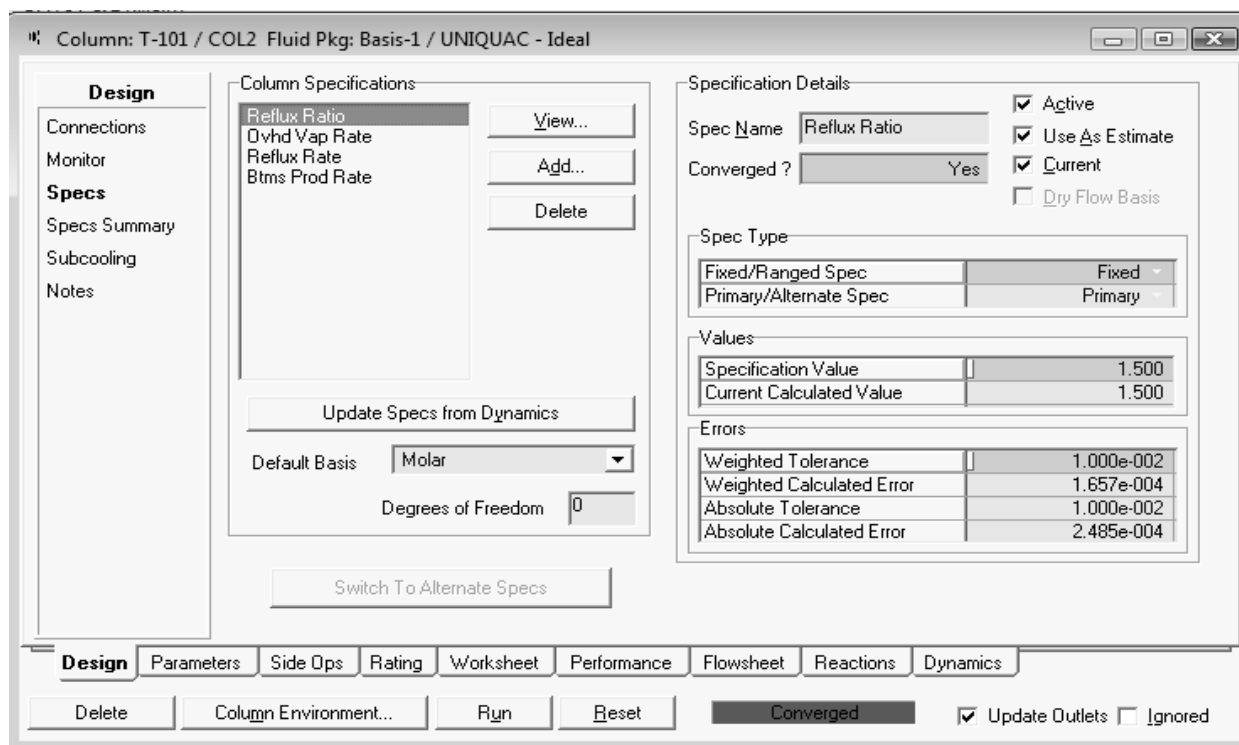 Column: T-101 / COL2 Fluid Pkg: Basis-1 / UNIQUAC - Ideal
Design
Connections
Monitor
Specs
Specs Summary
Subcooling
Notes
Column Specifications
Reflux Ratio
Ovhd Vap Rate
Reflux Rate
Btms Prod Rate
View...
Add...
Delete
Update Specs from Dynamics
Default Basis Molar
Degrees of Freedom 0
Switch To Alternate Specs
Specification Details
Spec Name Reflux Ratio
Converged ? Yes
Active
Use As Estimate
Current
Dry Flow Basis
Spec Type
Fixed/Ranged Spec Fixed
Primary/Alternate Spec Primary
Values
Specification Value 1.500
Current Calculated Value 1.500
Errors
Weighted Tolerance 1.000e-002
Weighted Calculated Error 1.657e-004
Absolute Tolerance 1.000e-002
Absolute Calculated Error 2.485e-004
Design Parameters Side Ops Rating Worksheet Performance Flowsheet Reactions Dynamics
Delete Column Environment... Run Reset Converged Update Outlets Ignored